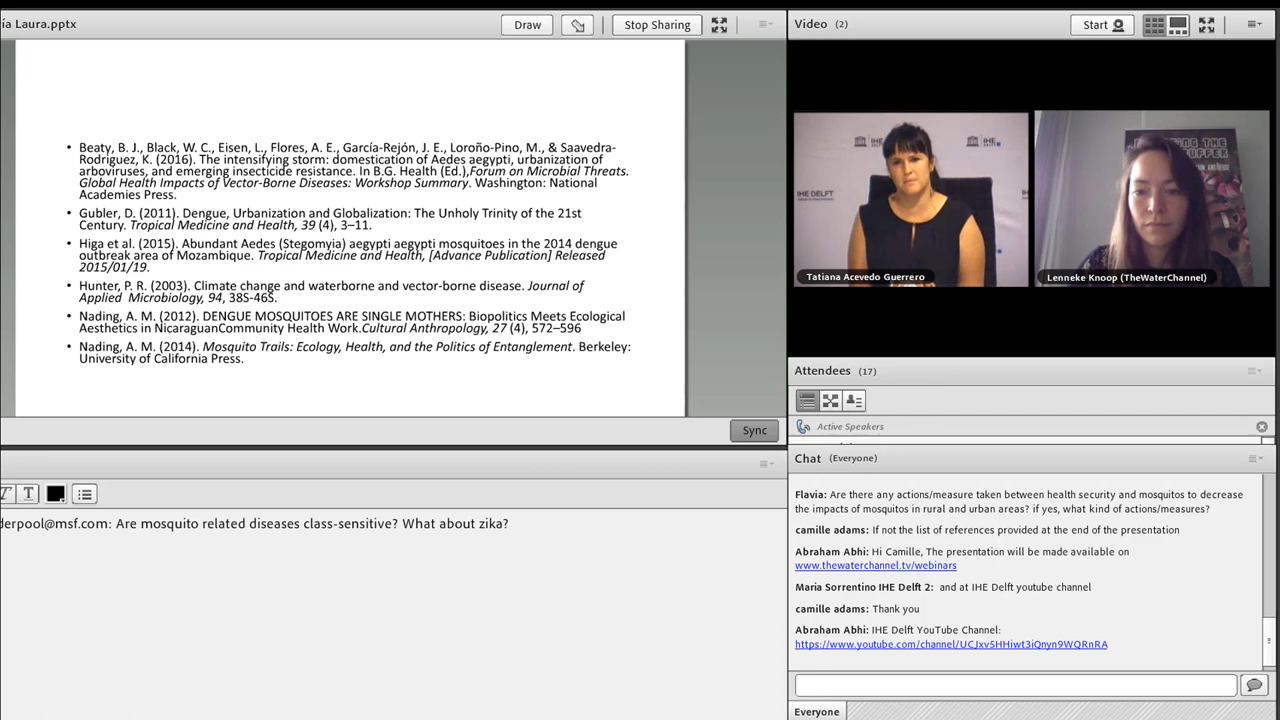 ía Laura.pptx
Draw
Stop Sharing
• Beaty, B. J., Black, W. C., Eisen, L., Flores, A. E., García-Rejón, J. E., Loroño-Pino, M., & Saavedra-
Rodriguez, K. (2016). The intensifying storm: domestication of Aedes aegypti, urbanization of
arboviruses, and emerging insecticide resistance. In B.G. Health (Ed.),Forum on Microbial Threats.
Global Health Impacts of Vector-Borne Diseases: Workshop Summary. Washington: National
Academies Press.
• Gubler, D. (2011). Dengue, Urbanization and Globalization: The Unholy Trinity of the 21st
Century. Tropical Medicine and Health, 39 (4), 3–11.
• Higa et al. (2015). Abundant Aedes (Stegomyia) aegypti aegypti mosquitoes in the 2014 dengue
outbreak area of Mozambique. Tropical Medicine and Health, [Advance Publication] Released
2015/01/19.
• Hunter, P. R. (2003). Climate change and waterborne and vector-borne disease. Journal of
Applied Microbiology, 94, 38S-46S.
• Nading, A. M. (2012). DENGUE MOSQUITOES ARE SINGLE MOTHERS: Biopolitics Meets Ecological
Aesthetics in NicaraguanCommunity Health Work.Cultural Anthropology, 27 (4), 572–596
• Nading, A. M. (2014). Mosquito Trails: Ecology, Health, and the Politics of Entanglement. Berkeley:
University of California Press.
Sync
T
derpool@msf.com: Are mosquito related diseases class-sensitive? What about zika?
Video (2)
Start
IHE DELFT
Tatiana Acevedo Guerrero
Lenneke Knoop (TheWaterChannel)
Attendees (17)
Active Speakers
Chat (Everyone)
Flavia: Are there any actions/measure taken between health security and mosquitos to decrease
the impacts of mosquitos in rural and urban areas? if yes, what kind of actions/measures?
camille adams: If not the list of references provided at the end of the presentation
Abraham Abhi: Hi Camille, The presentation will be made available on
www.thewaterchannel.tv/webinars
Maria Sorrentino IHE Delft 2: and at IHE Delft youtube channel
camille adams: Thank you
Abraham Abhi: IHE Delft YouTube Channel:
https://www.youtube.com/channel/UCJxv5HHiwt3iQnyn9WQRnRA
Everyone